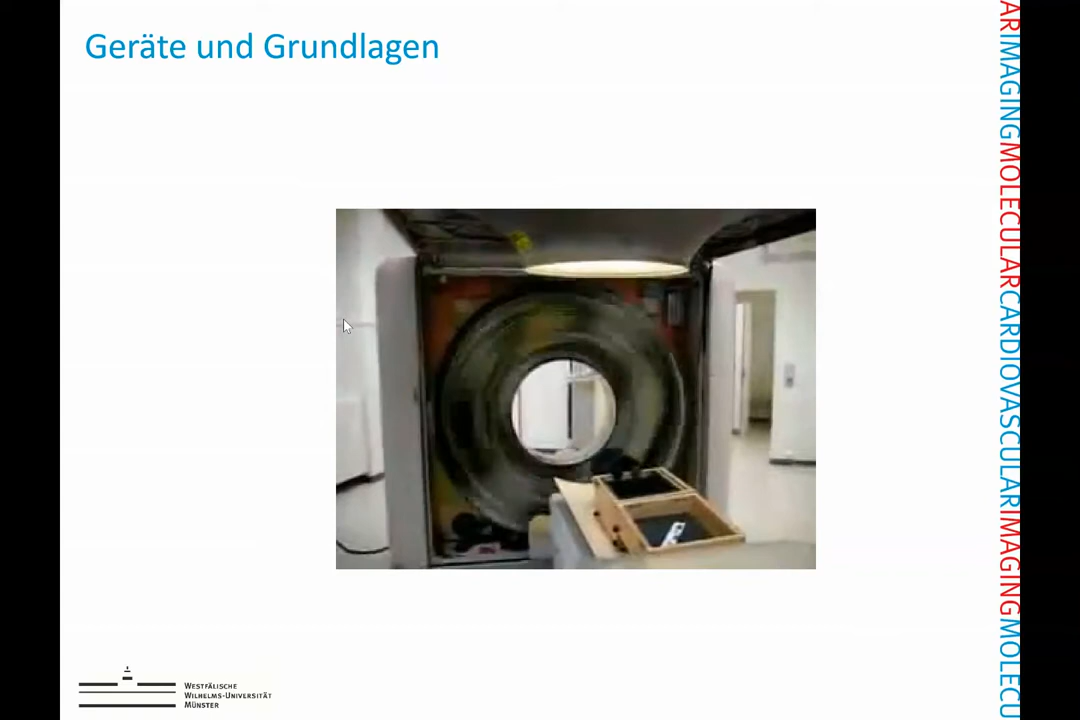 Geräte und Grundlagen
ARIMAGINGMOLECULARCARDIOVASCULARIMAGINGMOLECU
WESTFÄLISCHE
WILHELMS-UNIVERSITÄT
MÜNSTER